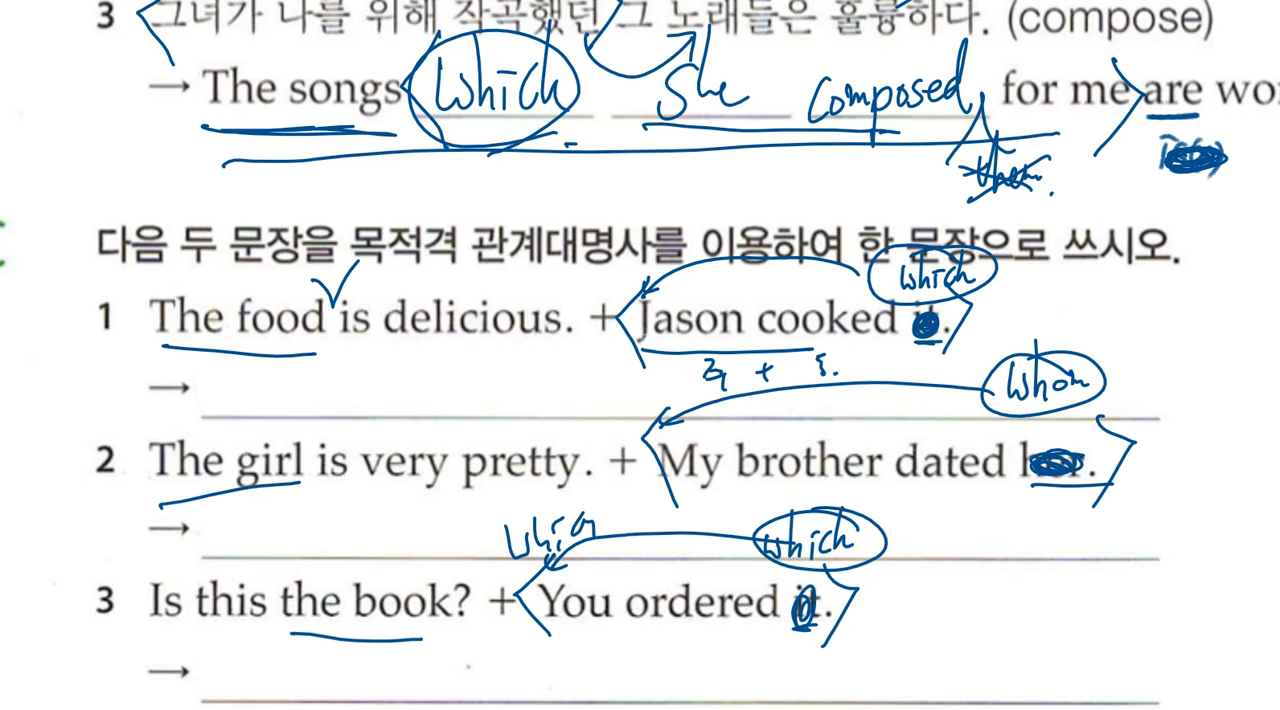 3 그녀가 나를 위해 작곡했던 그 노래들은 훌륭하다. (compose)
→ The songs which she composed for me are wo
다음 두 문장을 목적격 관계대명사를 이용하여 한 문장으로 쓰시오.
which
1 The food is delicious. + Jason cooked it.
→
whom
2 The girl is very pretty. + My brother dated her.
→
which which
3 Is this the book? + You ordered it.
→